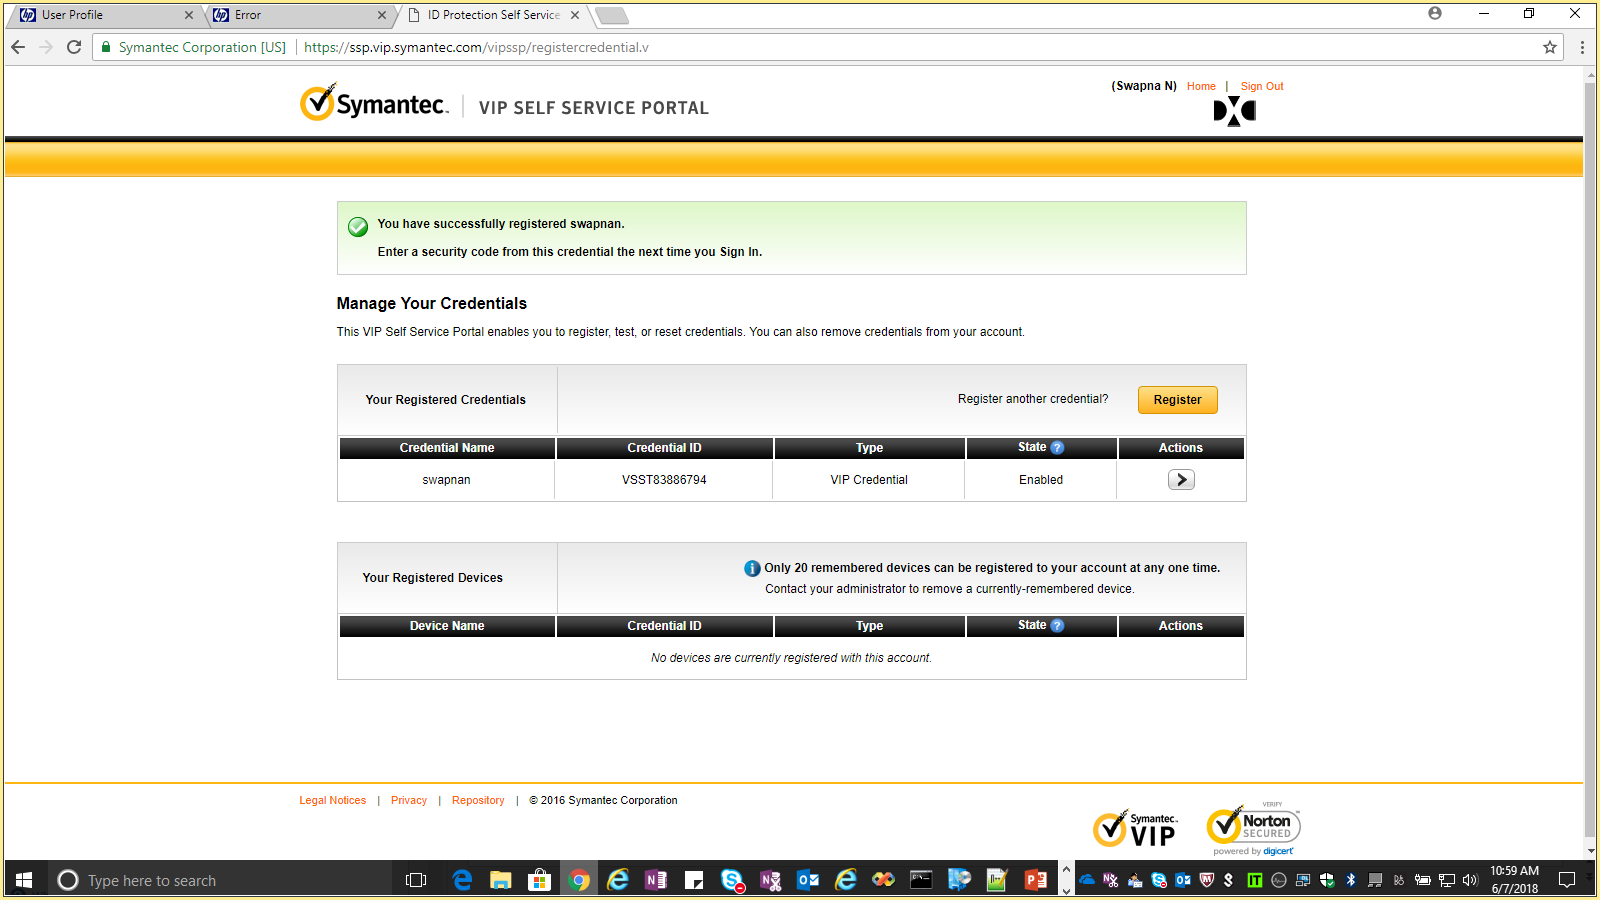 User Profile
Error
ID Protection Self Service
Symantec Corporation [US]
https://ssp.vip.symantec.com/vipssp/registercredential.v
Symantec.
VIP SELF SERVICE PORTAL
(Swapna N) Home | Sign Out
You have successfully registered swapnan.
Enter a security code from this credential the next time you Sign In.
Manage Your Credentials
This VIP Self Service Portal enables you to register, test, or reset credentials. You can also remove credentials from your account.
Your Registered Credentials
Register another credential?
Register
Credential Name Credential ID Type State ? Actions
swapnan VSST83886794 VIP Credential Enabled
Your Registered Devices
Only 20 remembered devices can be registered to your account at any one time.
Contact your administrator to remove a currently-remembered device.
Device Name Credential ID Type State ? Actions
No devices are currently registered with this account.
Legal Notices | Privacy | Repository | © 2016 Symantec Corporation
Symantec.
VIP
VERIFY
Norton
SECURED
powered by digicert
Type here to search
10:59 AM
6/7/2018